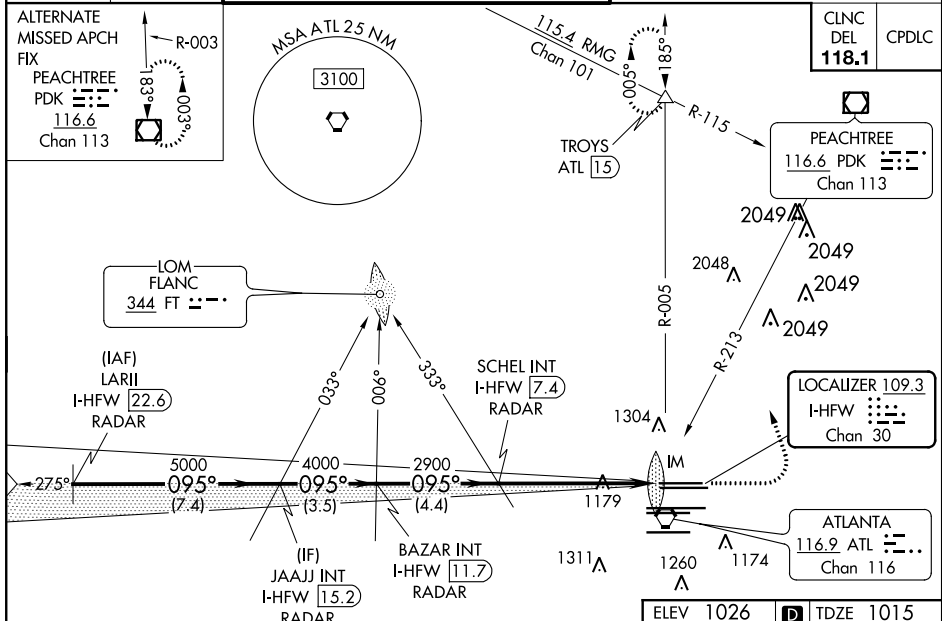 ALTERNATE
MISSED APCH
FIX
PEACHTREE
PDK
116.6
Chan 113
R-003
183°
003°
MSA ATL 25 NM
3100
115.4 RMG
Chan 101
005°
185°
R-115
TROYS
ATL 15
CLNC
DEL
118.1
CPDLC
PEACHTREE
116.6 PDK
Chan 113
2049
2049
2048
2049
2049
R-005
R-213
LOM
FLANC
344 FT
(IAF)
LARII
I-HFW 22.6
RADAR
033°
006°
333°
SCHEL INT
I-HFW 7.4
RADAR
1304
LOCALIZER 109.3
I-HFW
Chan 30
IM
275°
5000
095°
(7.4)
4000
095°
(3.5)
2900
095°
(4.4)
1179
(IF)
JAAJJ INT
I-HFW 15.2
RADAR
BAZAR INT
I-HFW 11.7
RADAR
1311
1260
1174
ATLANTA
116.9 ATL
Chan 116
ELEV 1026
D
TDZE 1015